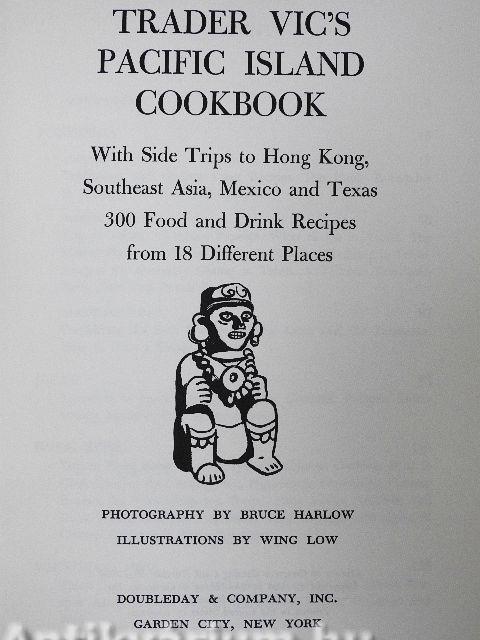 TRADER VIC'S
PACIFIC ISLAND
COOKBOOK
With Side Trips to Hong Kong,
Southeast Asia, Mexico and Texas
300 Food and Drink Recipes
from 18 Different Places
PHOTOGRAPHY BY BRUCE HARLOW
ILLUSTRATIONS BY WING LOW
DOUBLEDAY & COMPANY, INC.
GARDEN CITY, NEW YORK